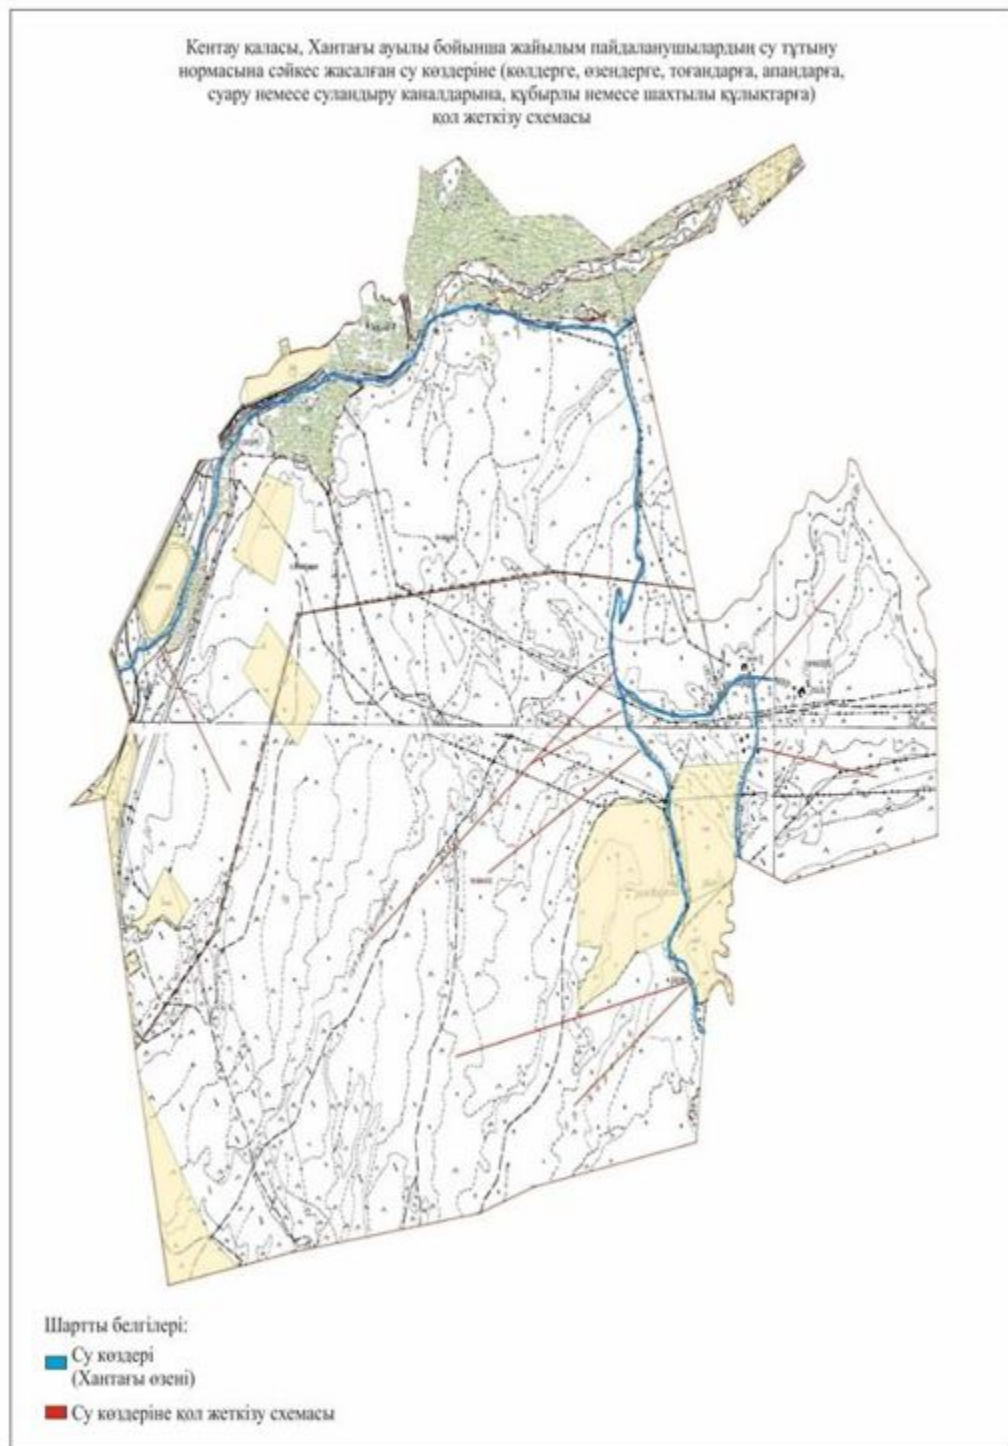 Кентау қаласы, Хантағы ауылы бойынша жайылым пайдаланушылардың су тұтыну
нормасына сәйкес жасалған су көздеріне (көлдерге, өзендерге, тоғандарға, апандарға,
суару немесе суландыру каналдарына, құбырлы немесе шахтылы құлықтарға)
қол жеткізу схемасы
Шартты белгілері:
Су көздері
(Хантағы өзені)
Су көздеріне қол жеткізу схемасы